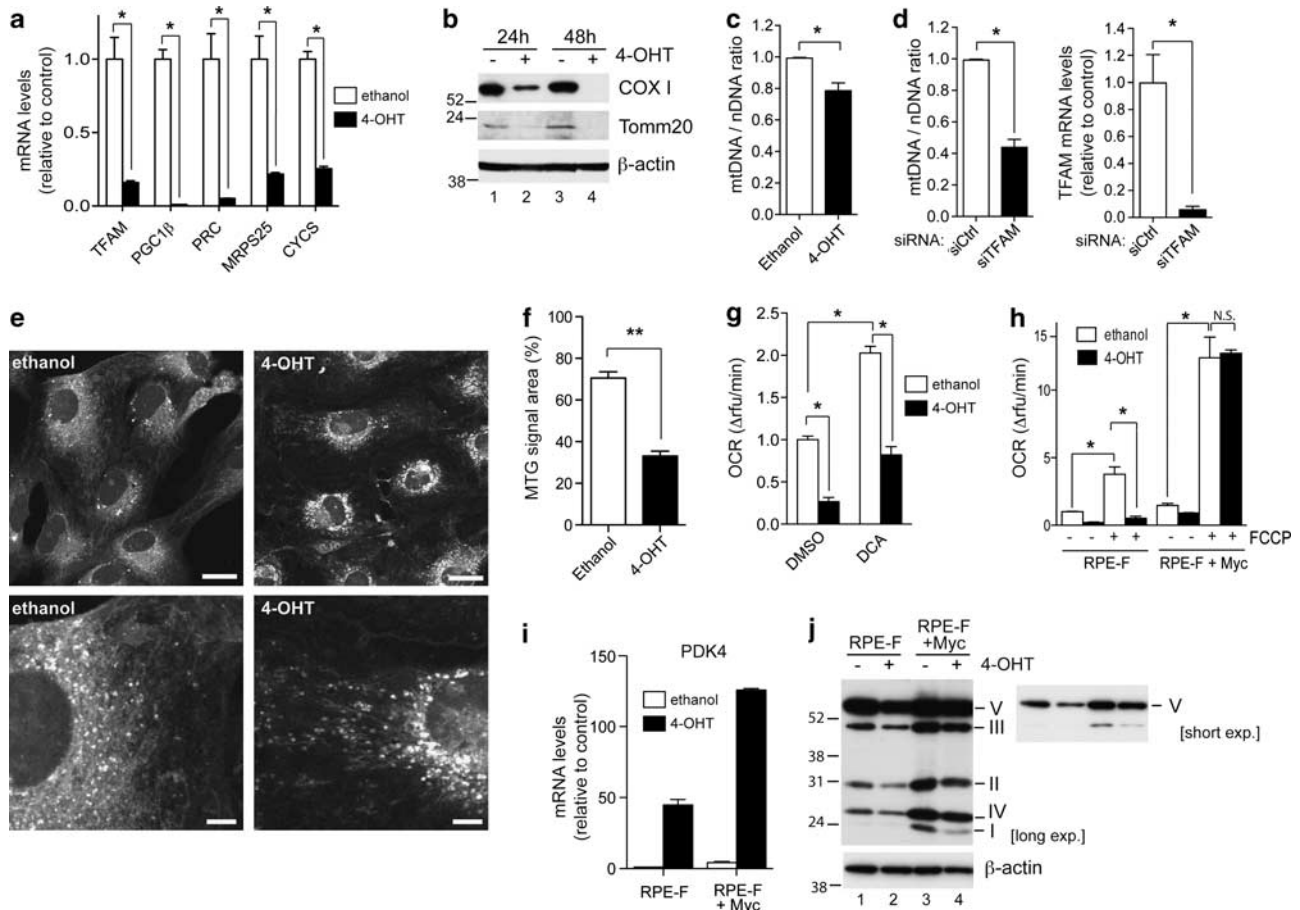 a
mRNA levels
(relative to control)
1.0
0.5
0.0
*
*
*
*
*
ethanol
4-OHT
TFAM
PGC1β
PRC
MRPS25
CYCS
b
24h 48h
- + - + 4-OHT
COX I
52
24
Tomm20
β-actin
38
1 2 3 4
c
mtDNA / nDNA ratio
1.2
1.0
0.8
0.6
0.4
0.2
0.0
*
Ethanol
4-OHT
d
mtDNA / nDNA ratio
1.2
1.0
0.8
0.6
0.4
0.2
0.0
*
siRNA:
siCtrl
siTFAM
TFAM mRNA levels
(relative to control)
1.4
1.2
1.0
0.8
0.6
0.4
0.2
0.0
*
siRNA:
siCtrl
siTFAM
e
ethanol
4-OHT
ethanol
4-OHT
f
MTG signal area (%)
100
80
60
40
20
0
**
Ethanol
4-OHT
g
OCR (Δrfu/min)
2.5
2.0
1.5
1.0
0.5
0.0
*
*
*
ethanol
4-OHT
DMSO
DCA
h
OCR (Δrfu/min)
15
10
5
0
ethanol
4-OHT
*
*
*
N.S.
- - + + - - + + FCCP
RPE-F RPE-F + Myc
i
PDK4
mRNA levels
(relative to control)
150
100
50
0
ethanol
4-OHT
RPE-F
RPE-F
+ Myc
j
RPE-F
RPE-F
+Myc
- + - + 4-OHT
52
38
31
24
V
III
II
IV
I
[long exp.]
V
[short exp.]
β-actin
38
1 2 3 4